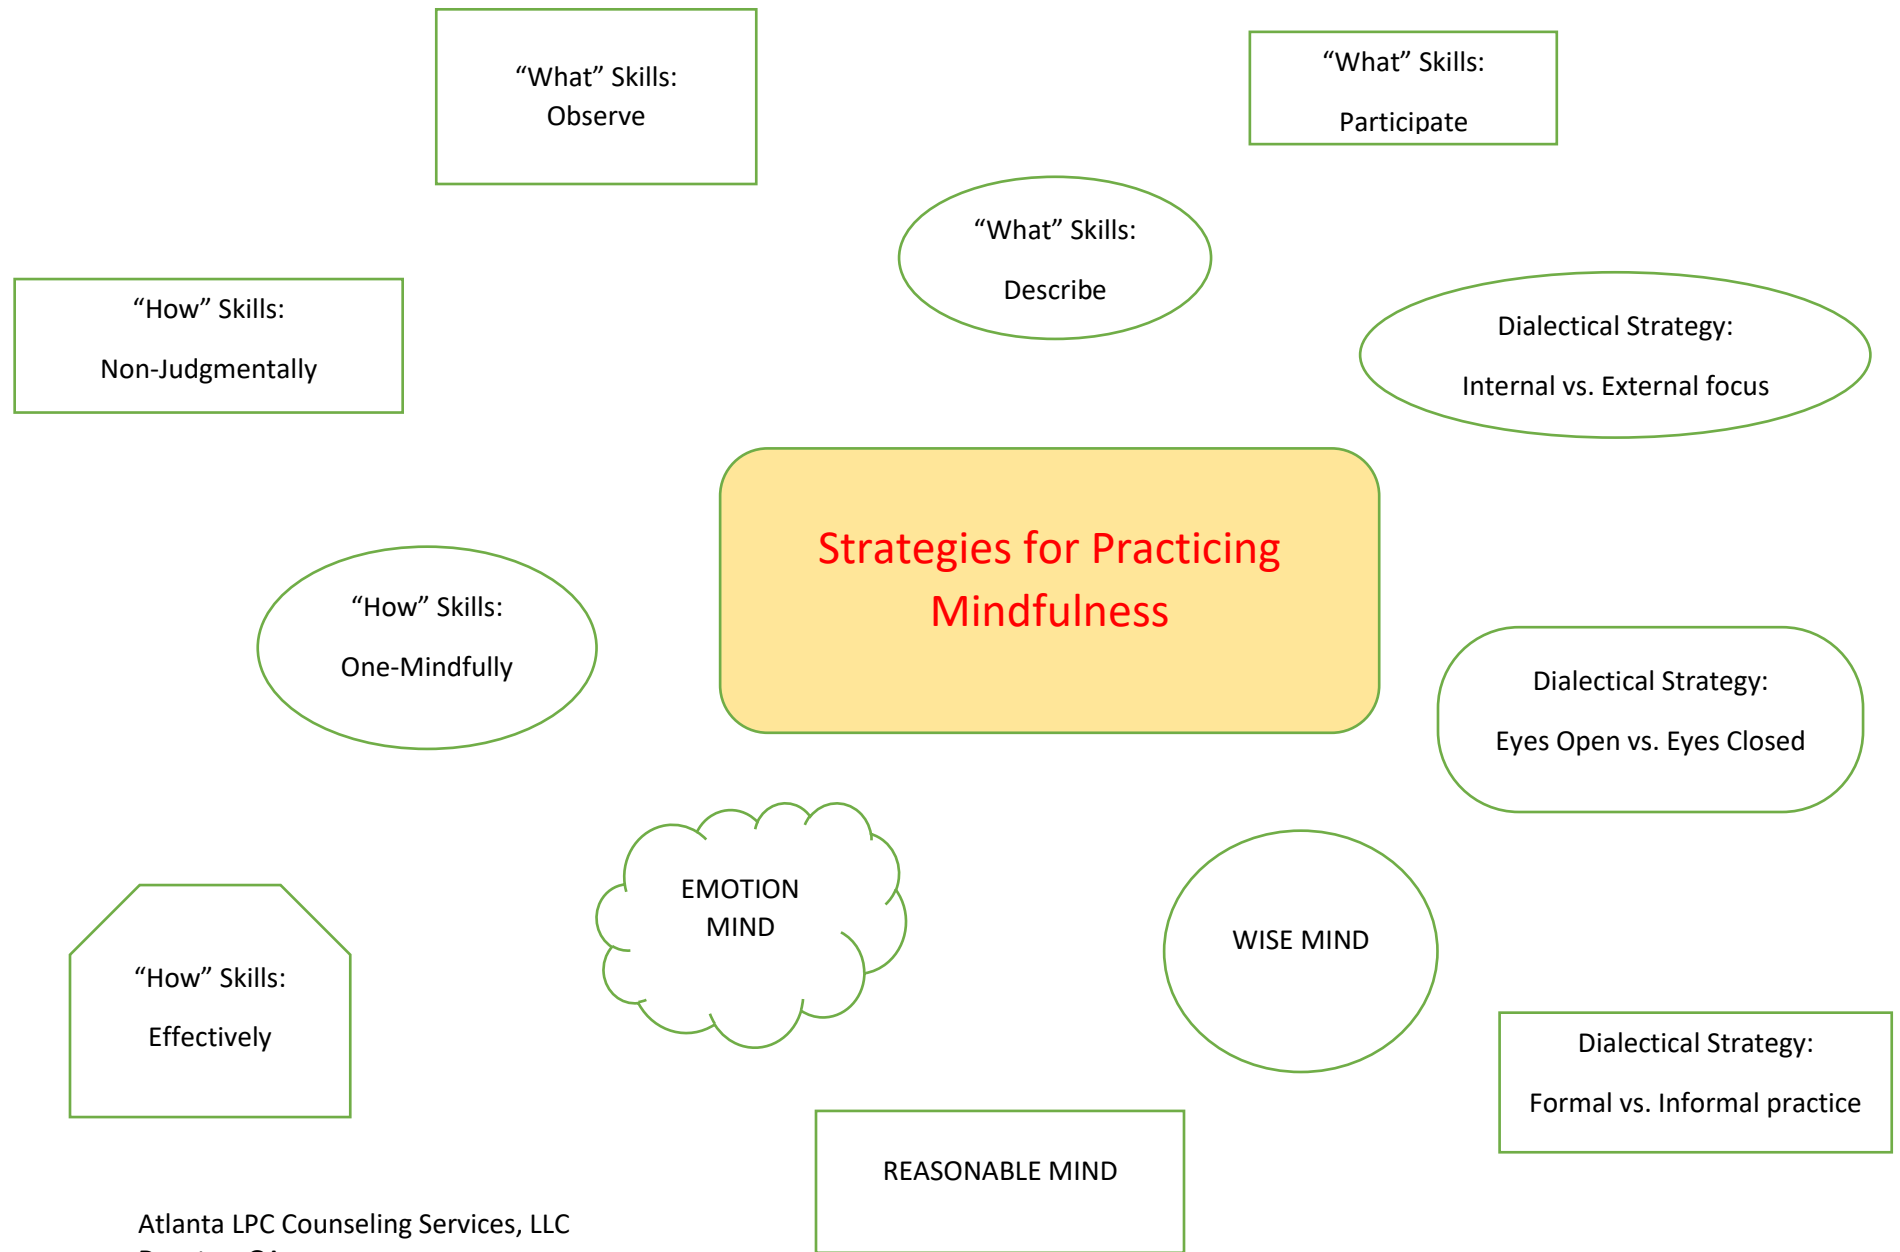 “What” Skills:
Observe
“What” Skills:
Participate
“What” Skills:
Describe
“How” Skills:
Non-Judgmentally
Dialectical Strategy:
Internal vs. External focus
Strategies for Practicing
Mindfulness
“How” Skills:
One-Mindfully
Dialectical Strategy:
Eyes Open vs. Eyes Closed
EMOTION
MIND
WISE MIND
“How” Skills:
Effectively
Dialectical Strategy:
Formal vs. Informal practice
REASONABLE MIND
Atlanta LPC Counseling Services, LLC